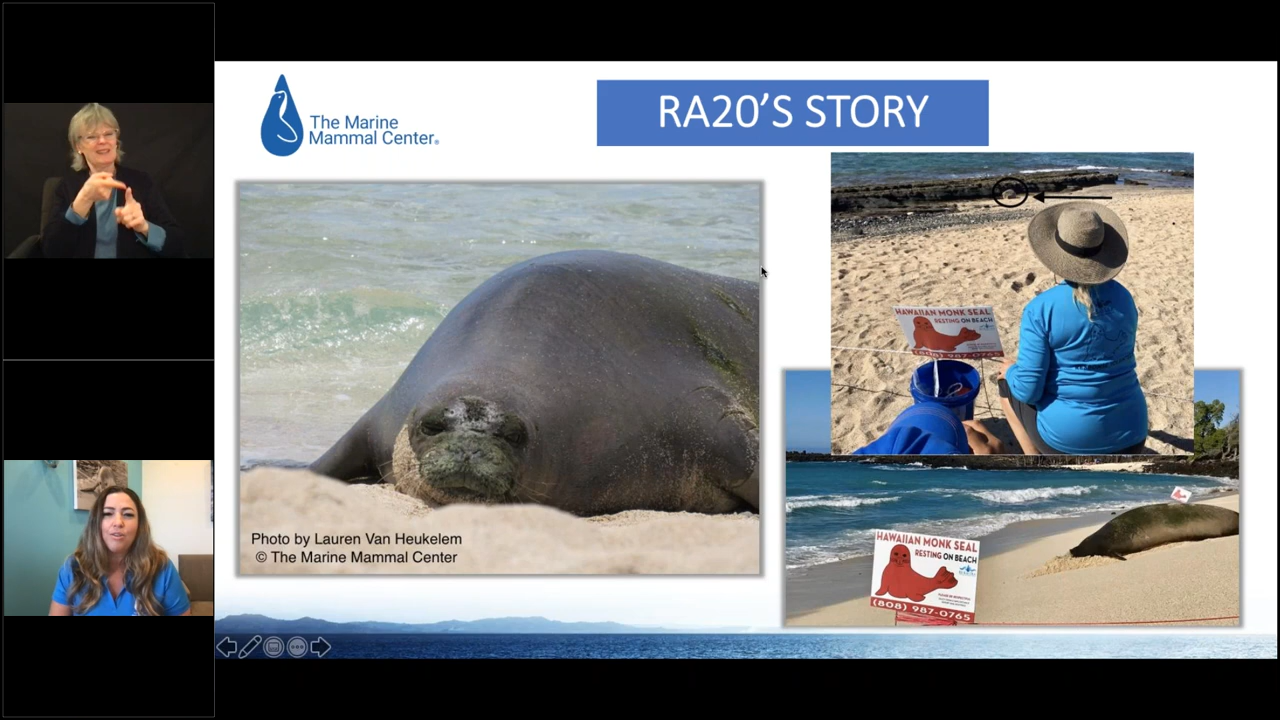 The Marine
Mammal Center®
RA20'S STORY
Photo by Lauren Van Heukelem
© The Marine Mammal Center
HAWAIIAN MONK SEAL
RESTING ON BEACH
(808) 987-0765
HAWAIIAN MONK SEAL
RESTING ON BEACH
(808) 987-0765